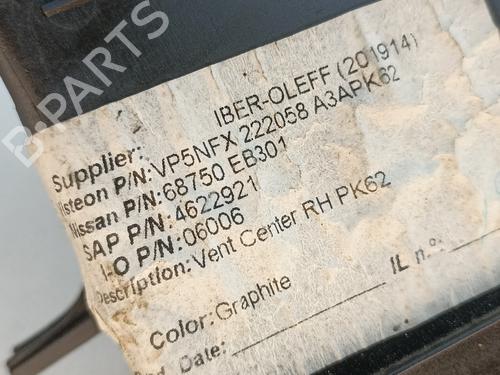 B-PARTS
Supplier: IBER-OLEFF (201914)
isteon P/N:VP5NFX 222058 A3APK62
Nissan P/N:68750 EB301
SAP P/N:4622921
I-O P/N:06006
Description:Vent Center RH PK62
Color:Graphite IL n.º:
Date: